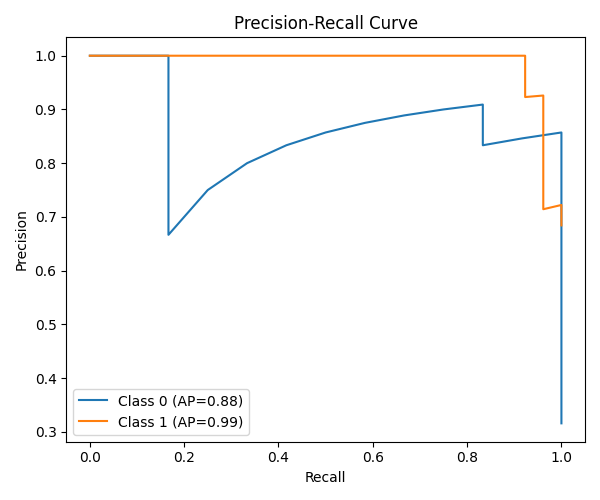 Precision-Recall Curve
1.0
0.9
0.8
0.7
0.6
0.5
0.4
0.3
Precision
Class 0 (AP=0.88)
Class 1 (AP=0.99)
0.0 0.2 0.4 0.6 0.8 1.0
Recall